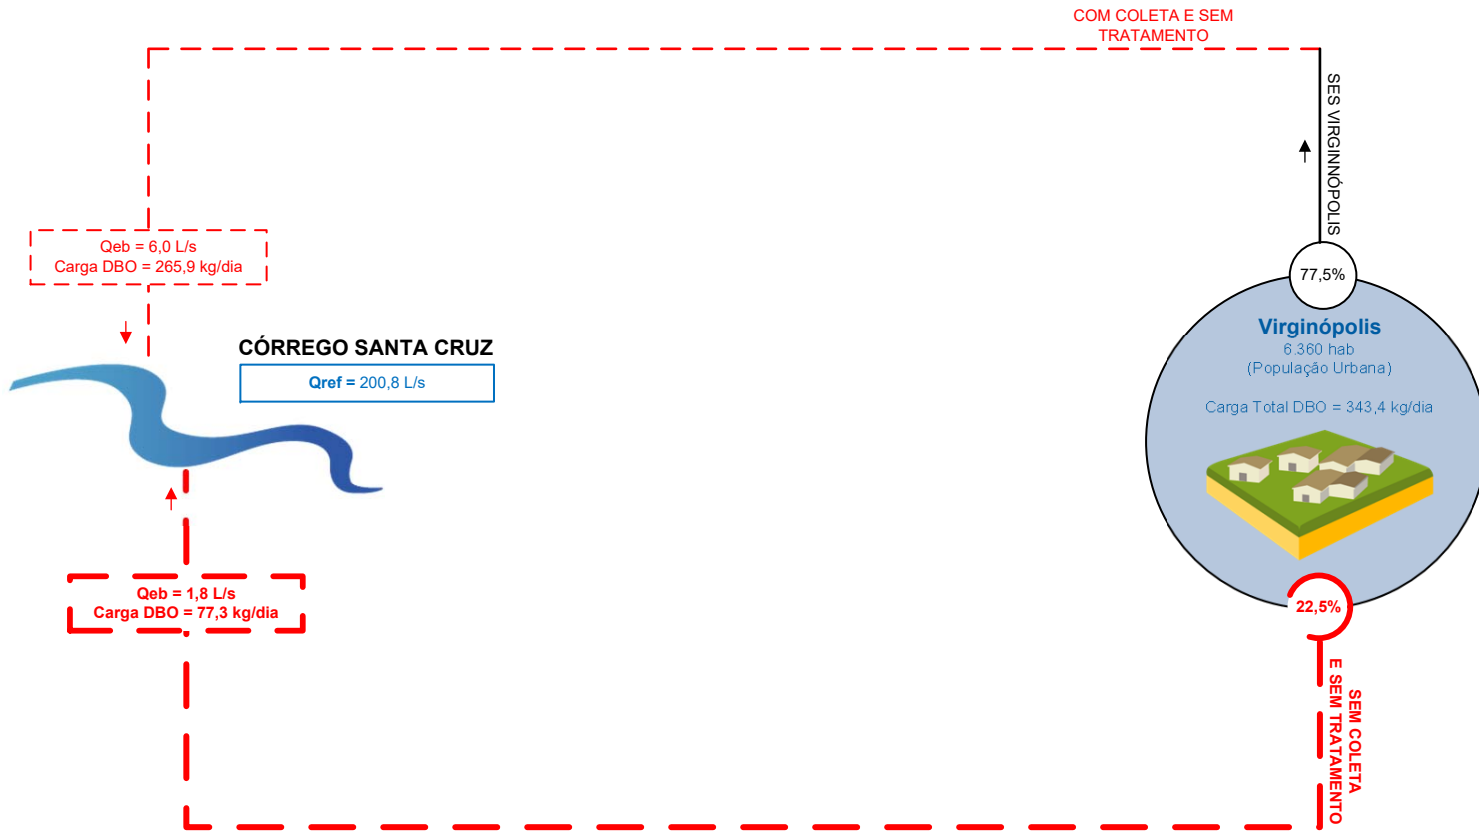 COM COLETA E SEM
TRATAMENTO
SES VIRGINNÓPOLIS
Qeb = 6,0 L/s
Carga DBO = 265,9 kg/dia
77,5%
CÓRREGO SANTA CRUZ
Qref = 200,8 L/s
Virginópolis
6.360 hab
(População Urbana)
Carga Total DBO = 343,4 kg/dia
Qeb = 1,8 L/s
Carga DBO = 77,3 kg/dia
22,5%
SEM COLETA
E SEM TRATAMENTO